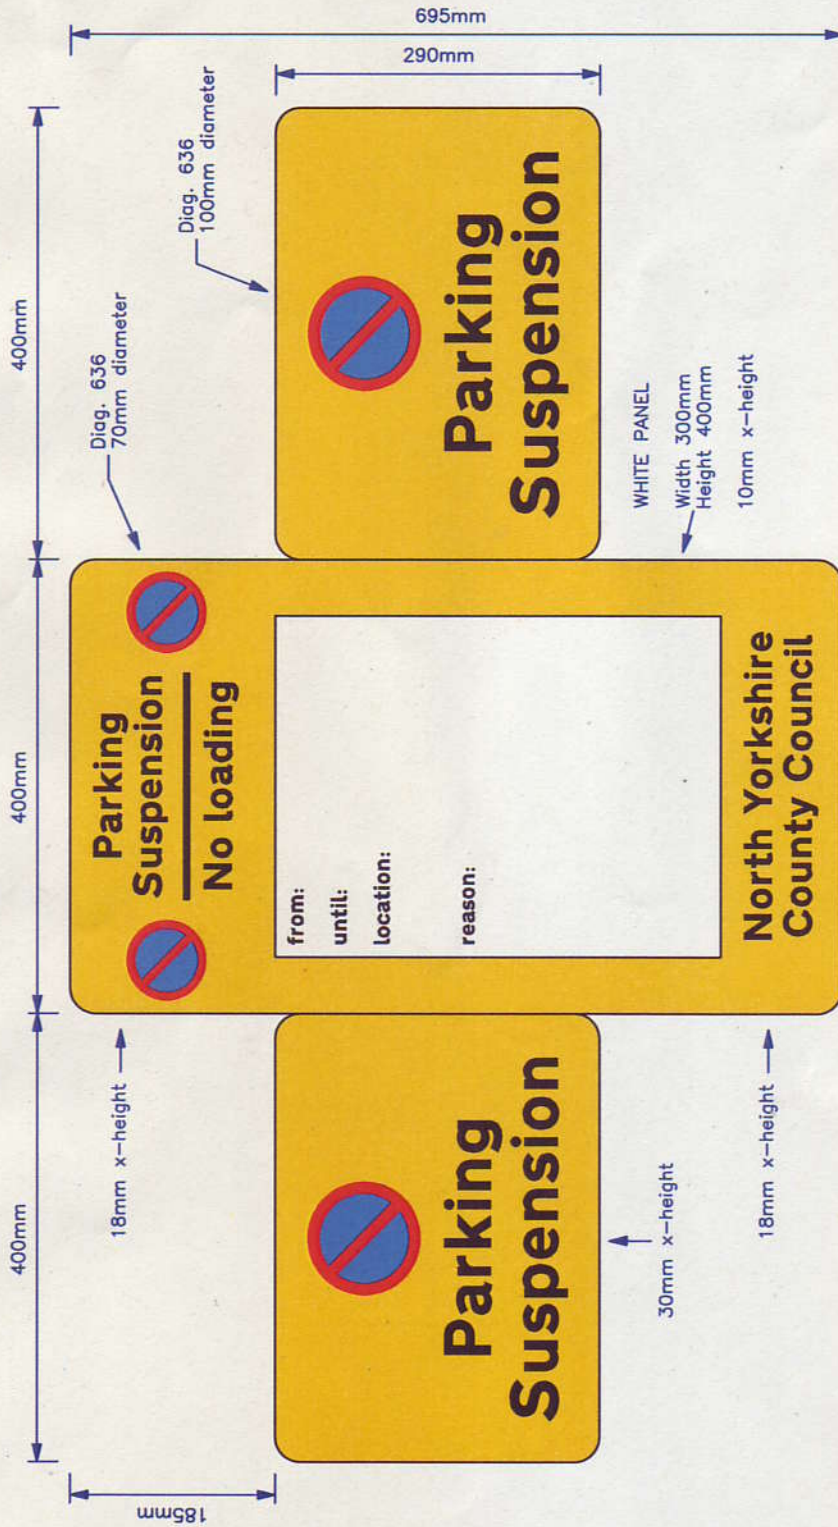 695mm
290mm
400mm
400mm
400mm
185mm
Diag. 636
100mm diameter
Diag. 636
70mm diameter
18mm x-height
Parking
Suspension
No loading
from:
until:
location:
reason:
North Yorkshire
County Council
Parking
Suspension
Parking
Suspension
WHITE PANEL
Width 300mm
Height 400mm
10mm x-height
30mm x-height
18mm x-height